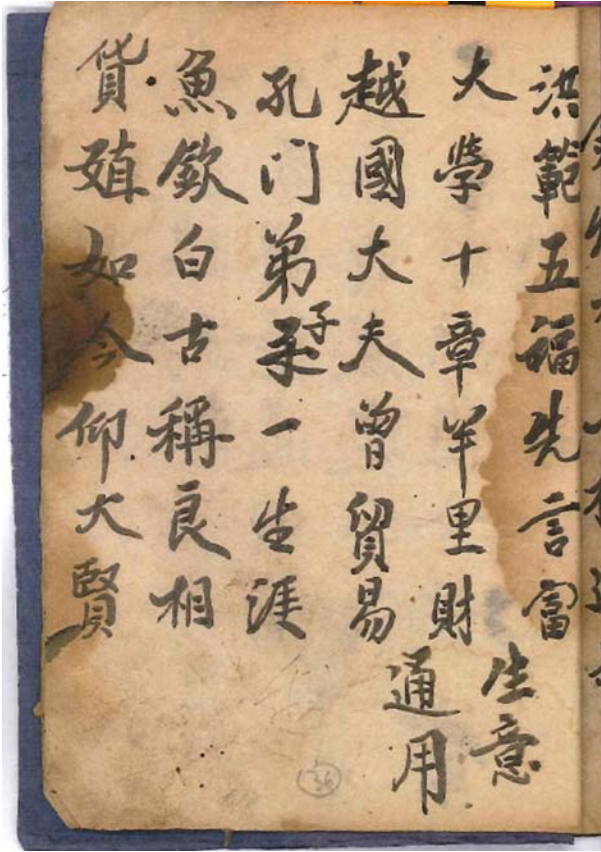 洪範五福先言富
大學十章半里財
生意
通用
越國大夫曾貿易
孔门弟子一生涯
魚欽白古稱良相
貨殖如今仰大賢
36